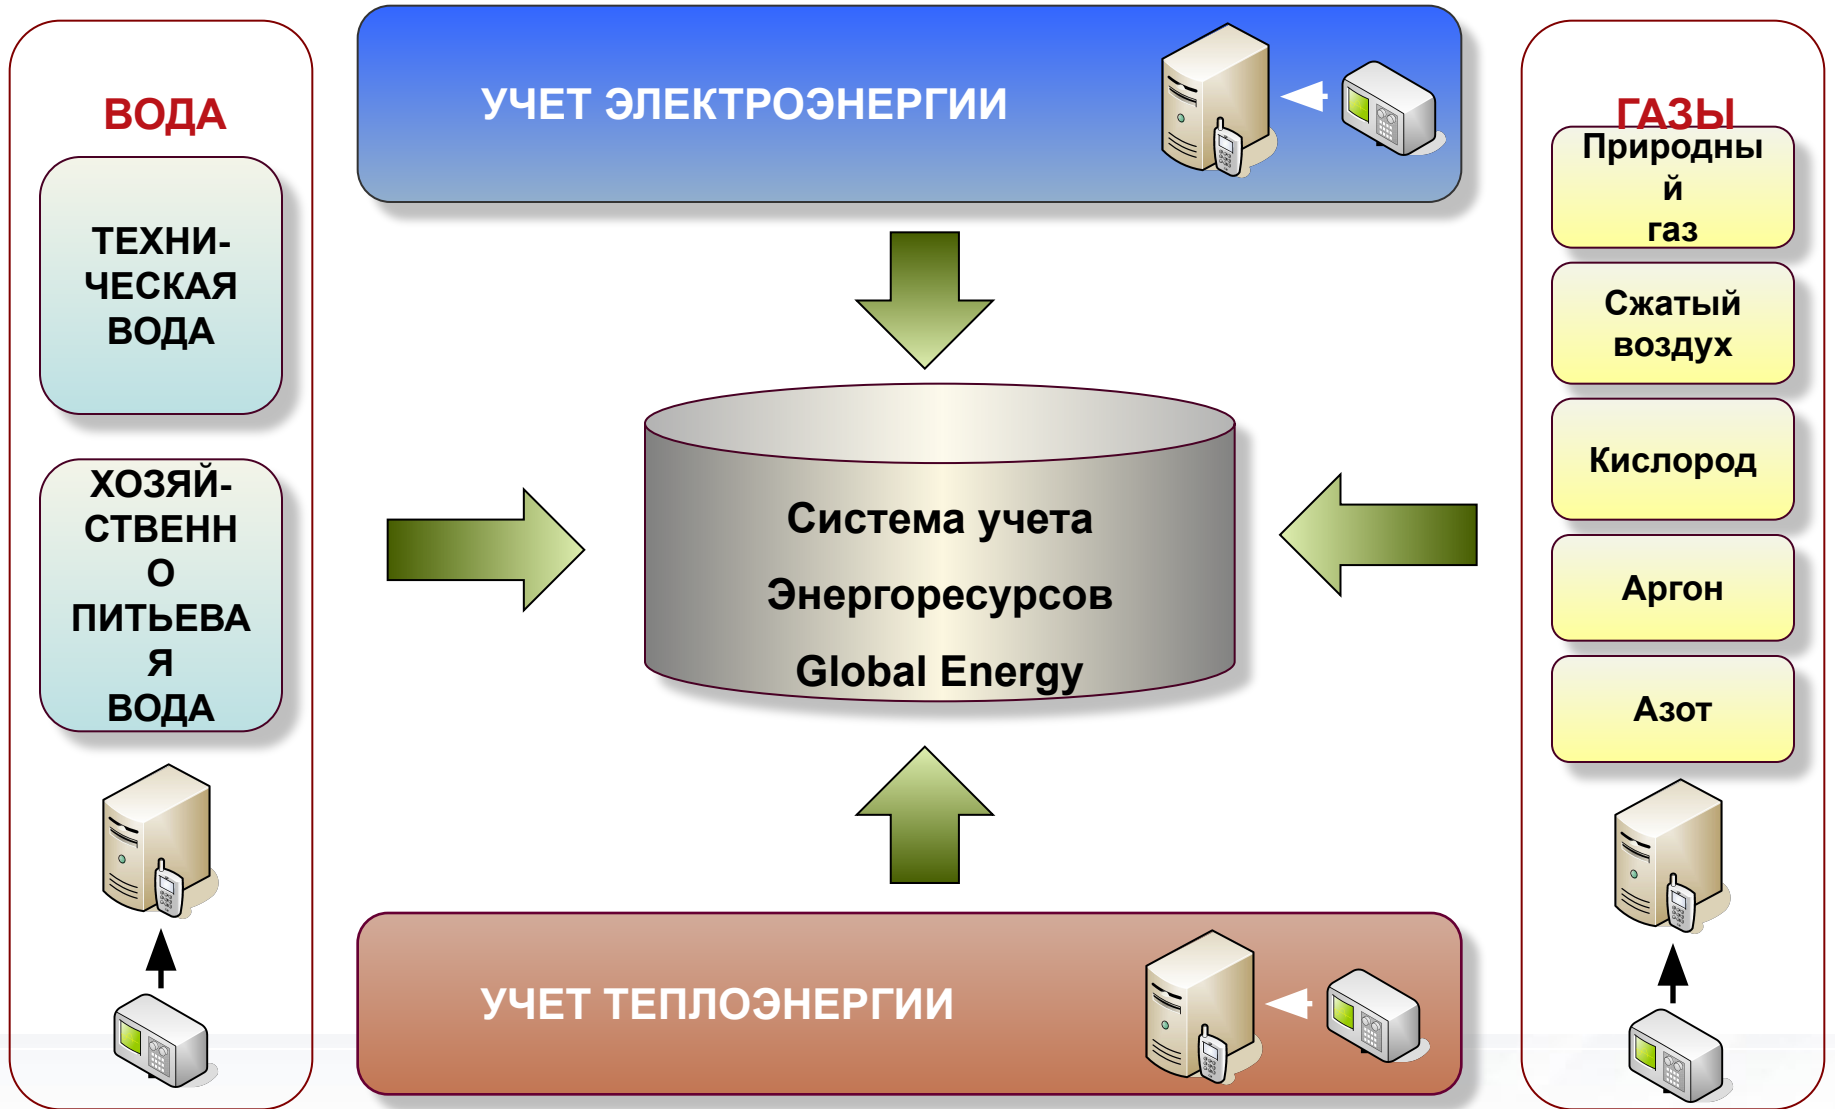 УЧЕТ ЭЛЕКТРОЭНЕРГИИ
ВОДА
ТЕХНИ-
ЧЕСКАЯ
ВОДА
ХОЗЯЙ-
СТВЕНН
О
ПИТЬЕВА
Я
ВОДА
Система учета
Энергоресурсов
Global Energy
ГАЗЫ
Природны
й
газ
Сжатый
воздух
Кислород
Аргон
Азот
УЧЕТ ТЕПЛОЭНЕРГИИ